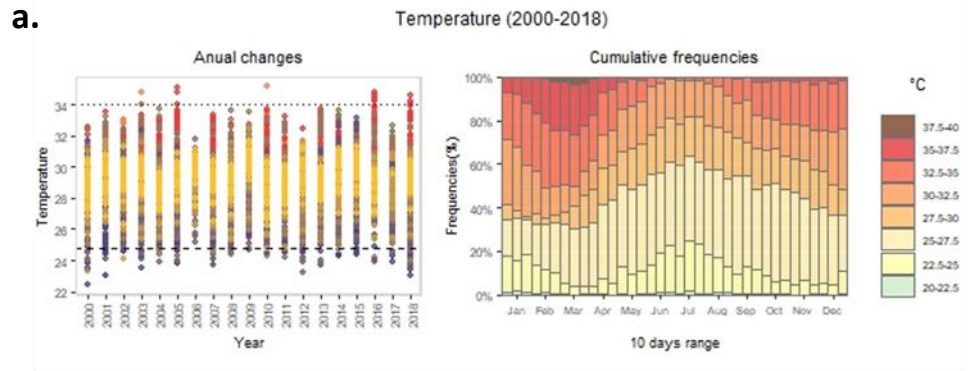 a.
Temperature (2000-2018)
Anual changes
Temperature
34
32
30
28
26
24
22
2000 2001 2002 2003 2004 2005 2006 2007 2008 2009 2010 2011 2012 2013 2014 2015 2016 2017 2018
Year
Cumulative frequencies
Frequencies(%)
100%
80%
60%
40%
20%
0%
Jan Feb Mar Apr May Jun Jul Aug Sep Oct Nov Dec
10 days range
°C
37.5-40
35-37.5
32.5-35
30-32.5
27.5-30
25-27.5
22.5-25
20-22.5